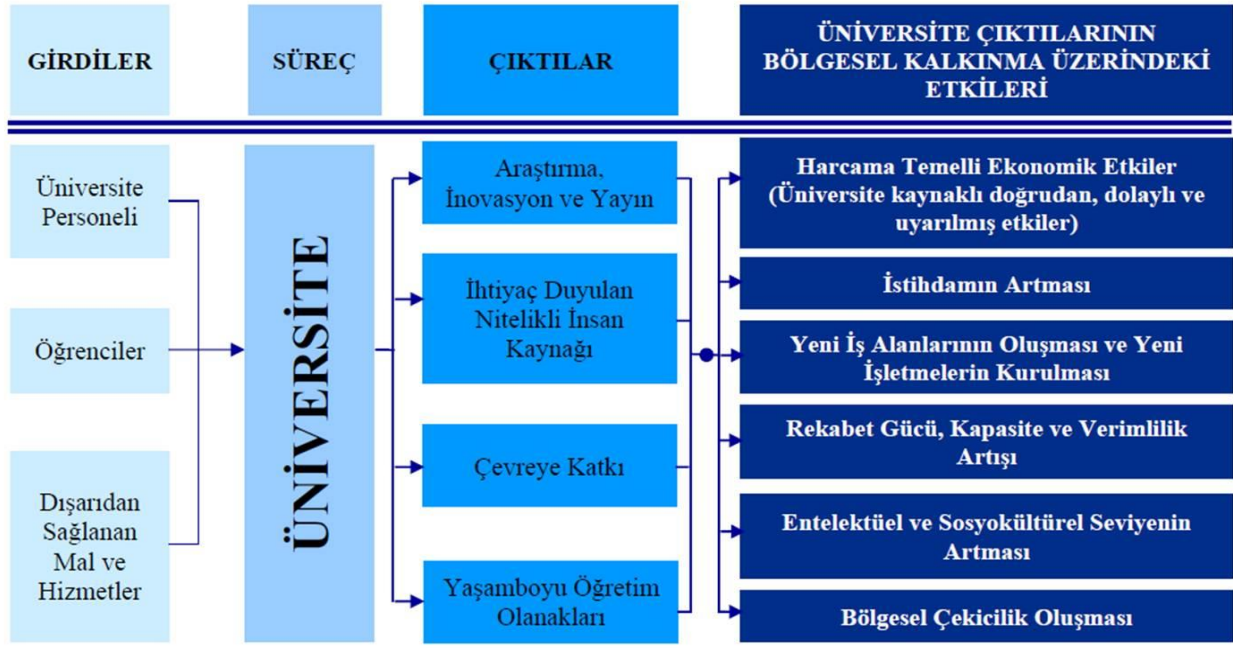 GİRDİLER
SÜREÇ
ÇIKTILAR
ÜNİVERSİTE ÇIKTILARININ
BÖLGESEL KALKINMA ÜZERİNDEKİ
ETKİLERİ
Üniversite
Personeli
Öğrenciler
Dışarıdan
Sağlanan
Mal ve
Hizmetler
ÜNİVERSİTE
Araştırma,
İnovasyon ve Yayın
İhtiyaç Duyulan
Nitelikli İnsan
Kaynağı
Çevreye Katkı
Yaşamboyu Öğretim
Olanakları
Harcama Temelli Ekonomik Etkiler
(Üniversite kaynaklı doğrudan, dolaylı ve
uyarılmış etkiler)
İstihdamın Artması
Yeni İş Alanlarının Oluşması ve Yeni
İşletmelerin Kurulması
Rekabet Gücü, Kapasite ve Verimlilik
Artışı
Entelektüel ve Sosyokültürel Seviyenin
Artması
Bölgesel Çekicilik Oluşması